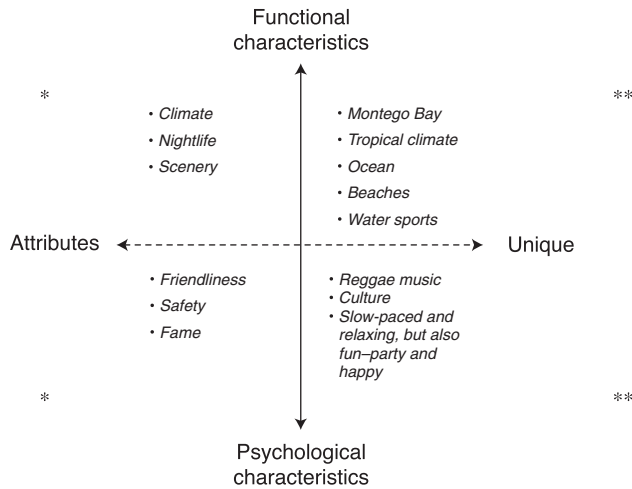 Functional
characteristics
* **
• Climate
• Nightlife
• Scenery
• Montego Bay
• Tropical climate
• Ocean
• Beaches
• Water sports
Attributes
Unique
• Friendliness
• Safety
• Fame
• Reggae music
• Culture
• Slow-paced and
relaxing, but also
fun–party and
happy
* **
Psychological
characteristics